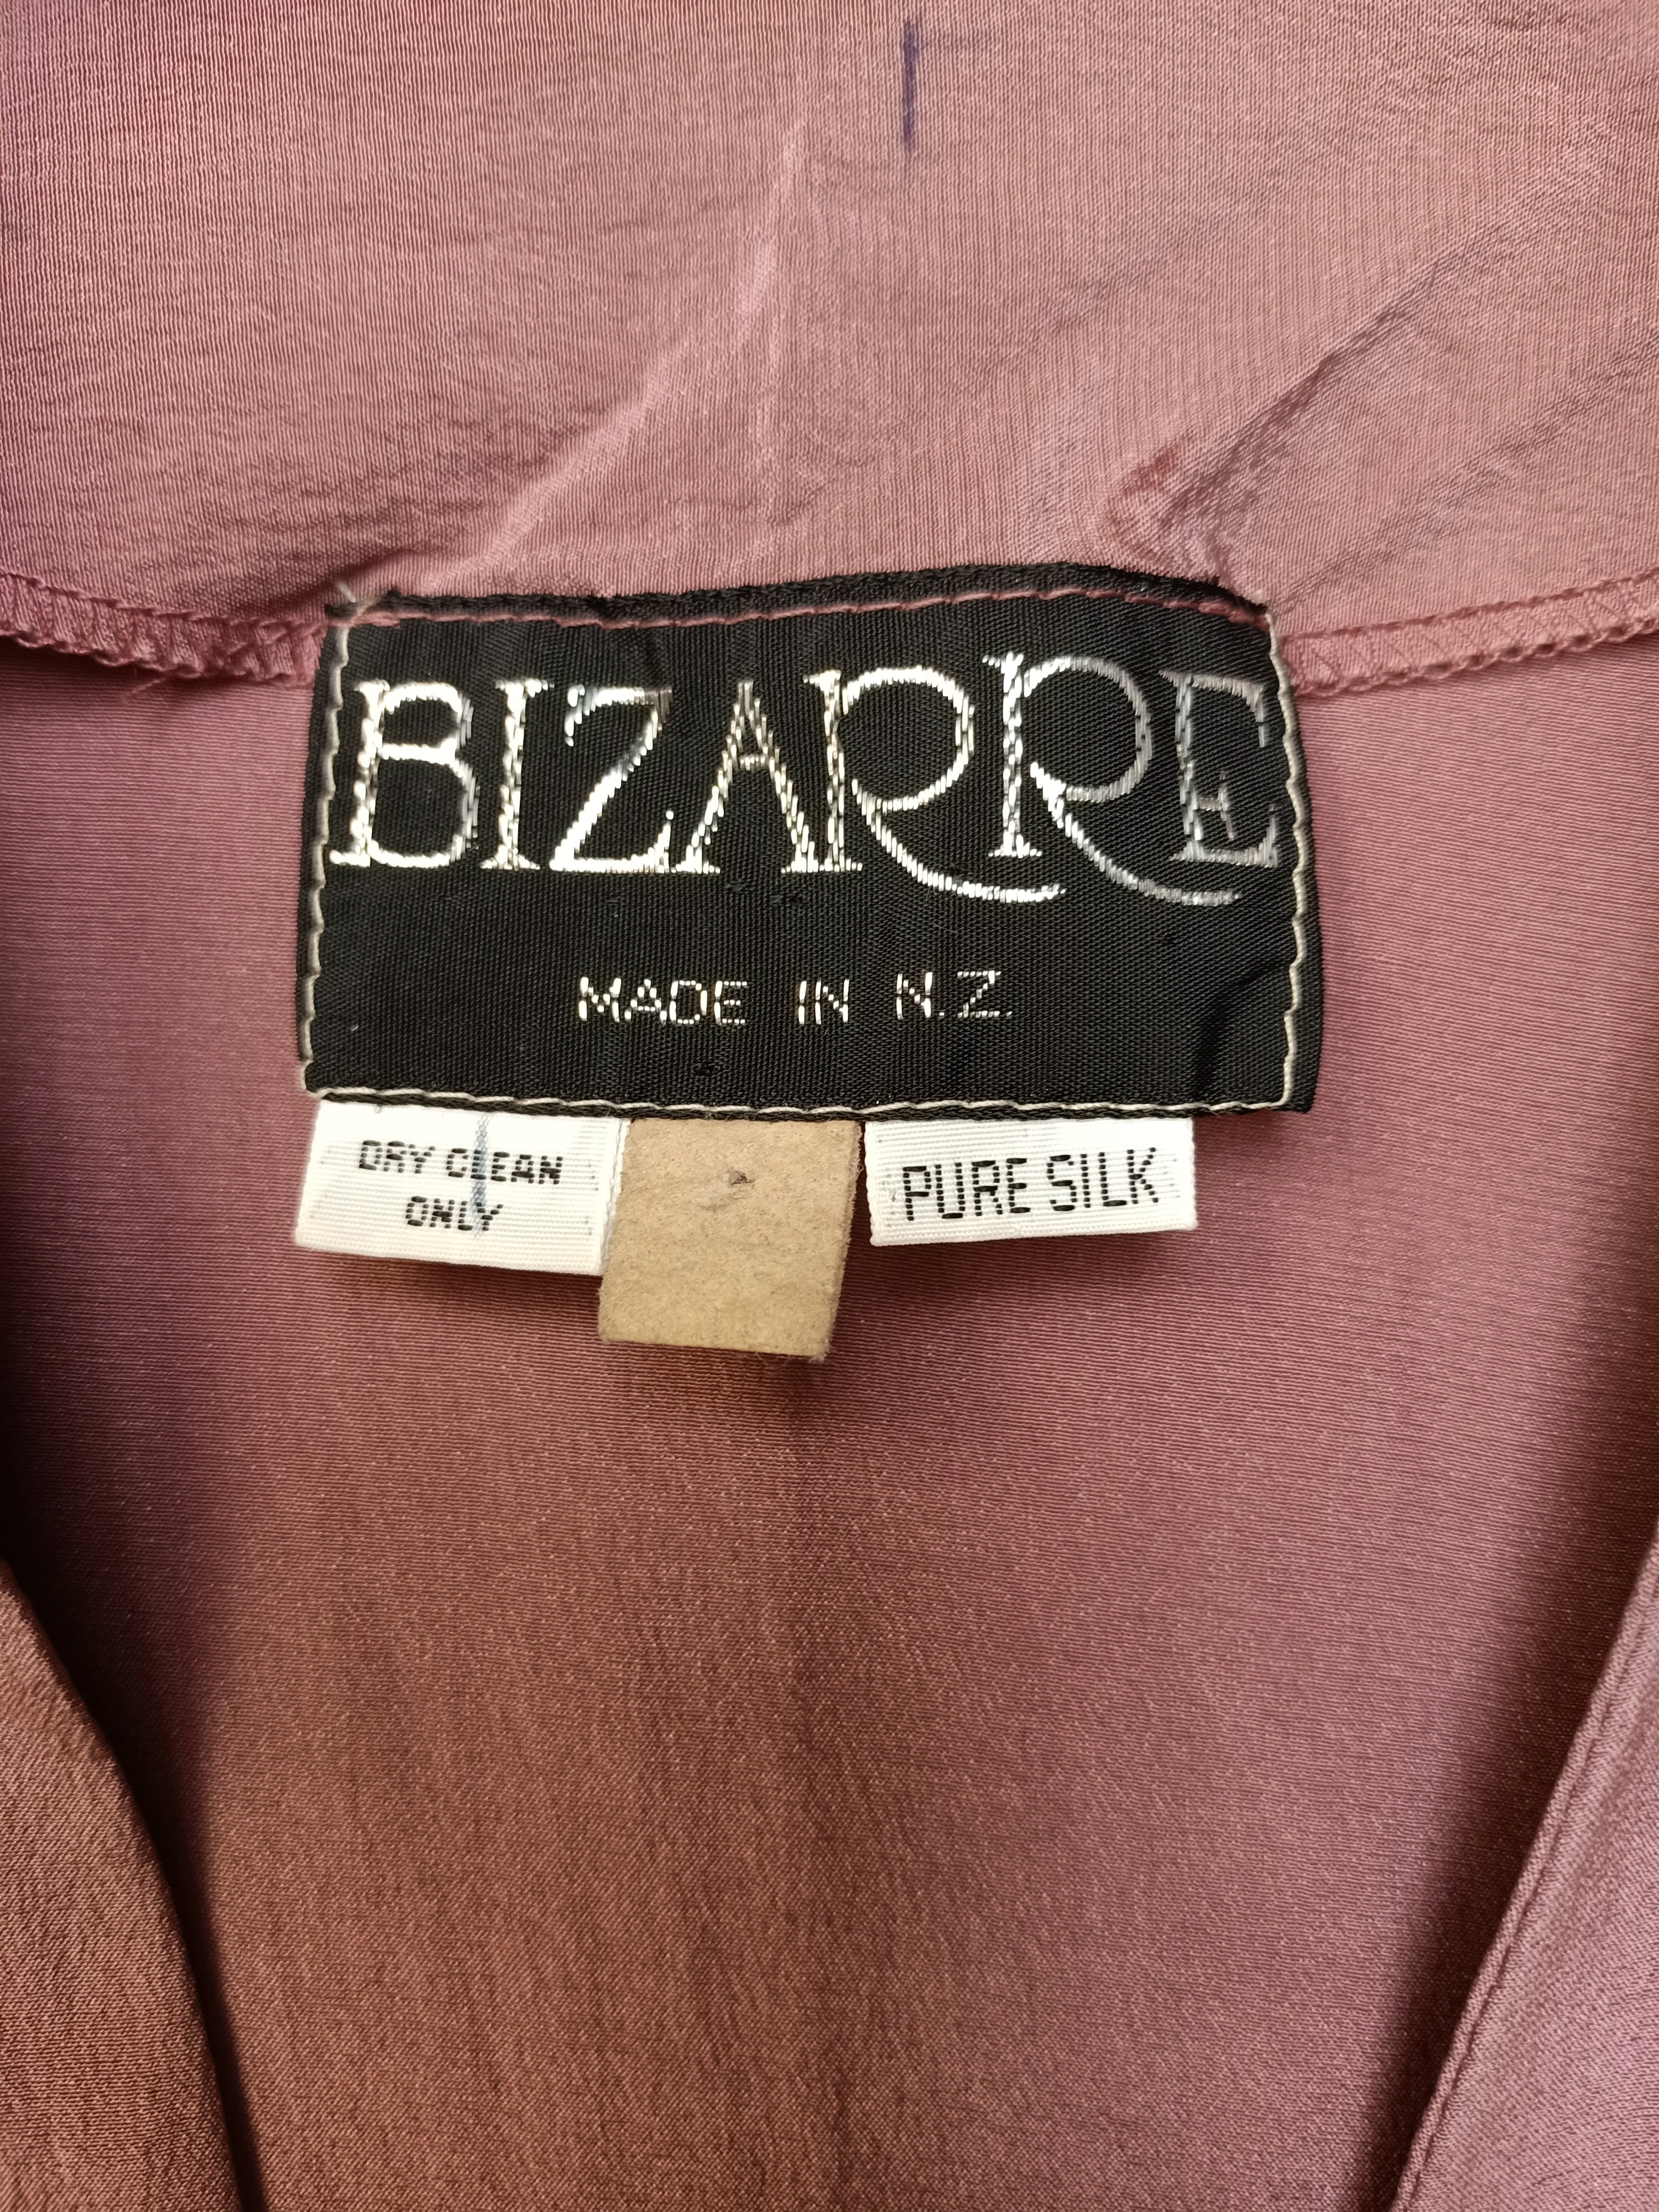 BIZARRE
MADE IN N.Z.
DRY CLEAN
ONLY
PURE SILK